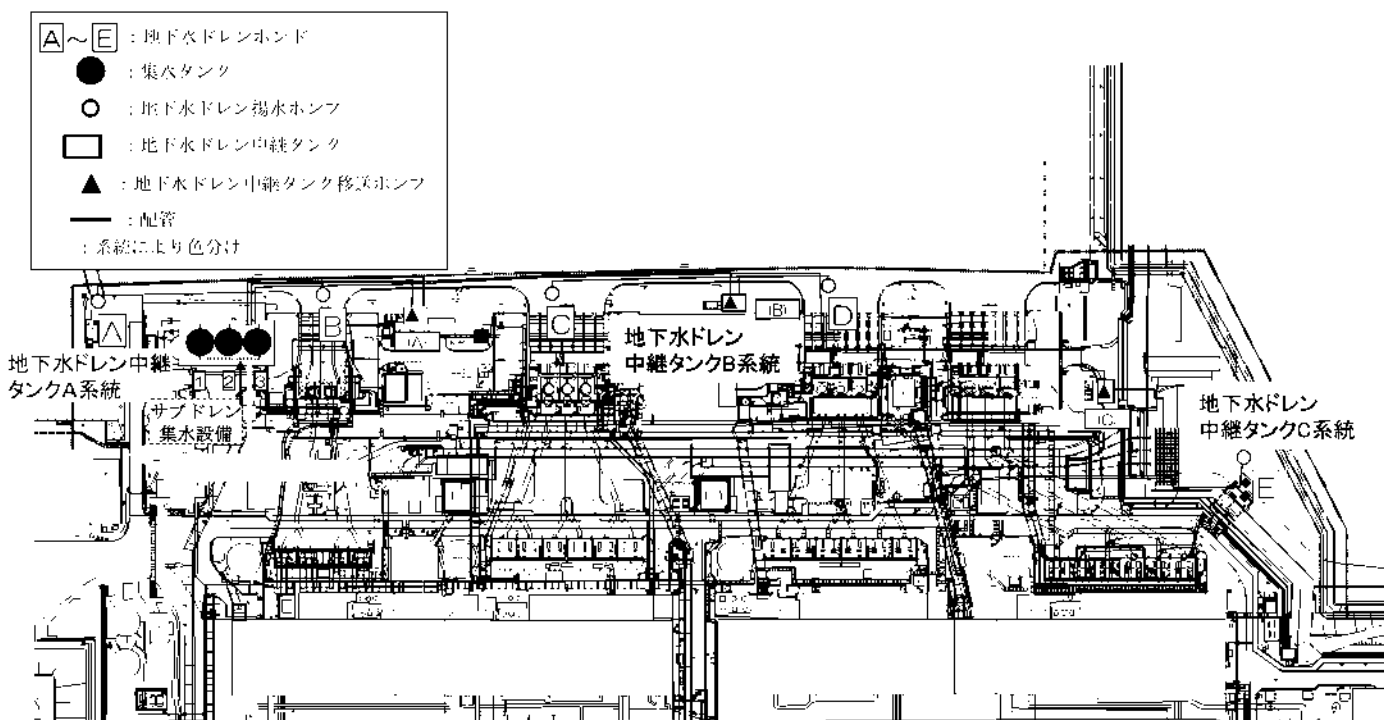 A～E：地下水ドレンポンド
：集水タンク
：地下水ドレン揚水ポンプ
：地下水ドレン中継タンク
：地下水ドレン中継タンク移送ポンプ
：配管
：系統により色分け
A
B
C
D
(A)
(B)
地下水ドレン中継
タンクA系統
1 2 3
サブドレン
集水設備
地下水ドレン
中継タンクB系統
(C)
地下水ドレン
中継タンクC系統
E